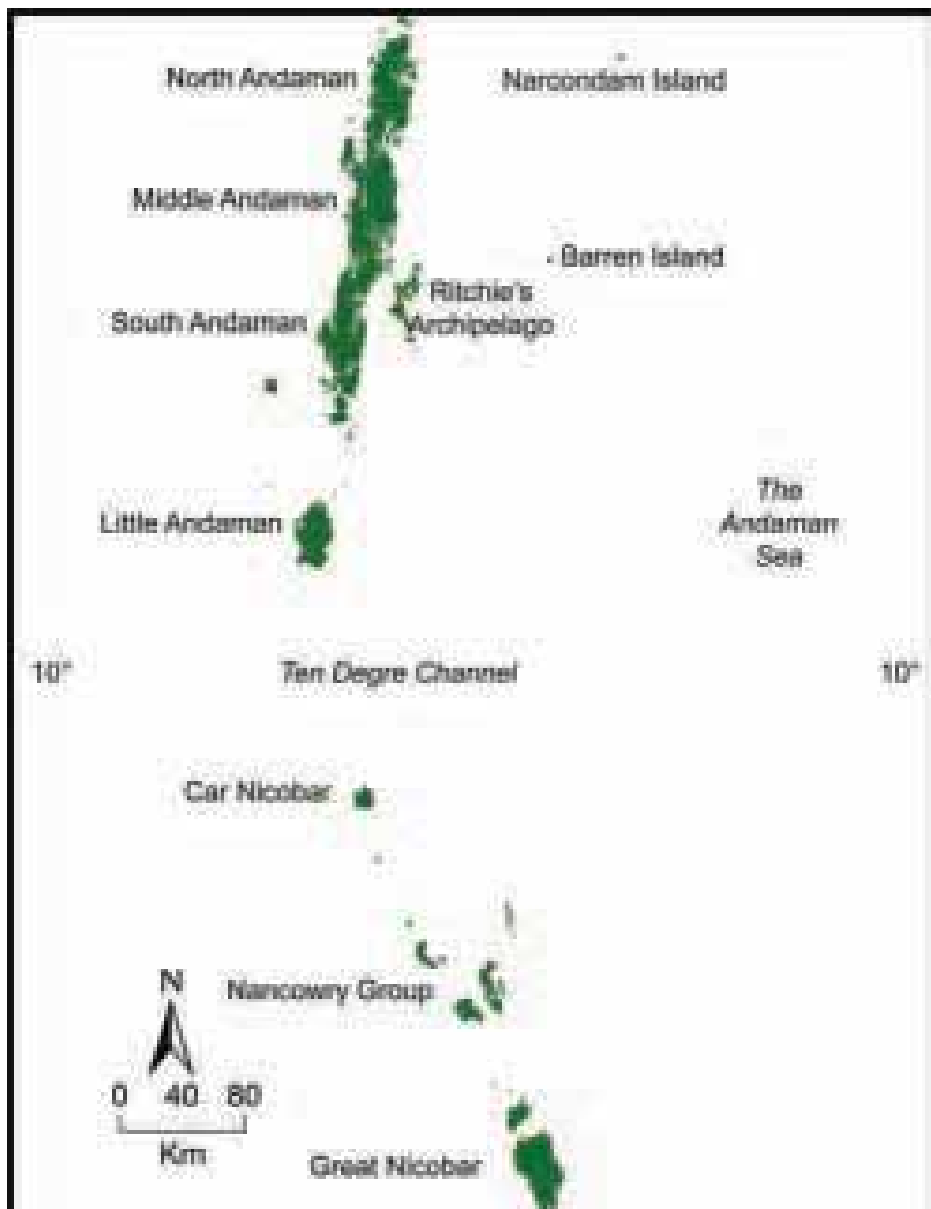 North Andaman
Narcondam Island
Middle Andaman
Barren Island
Ritchie's
Archipelago
South Andaman
The
Andaman
Sea
Little Andaman
10°
Ten Degre Channel
10°
Car Nicobar
Nancowry Group
N
0 40 80
Km
Great Nicobar